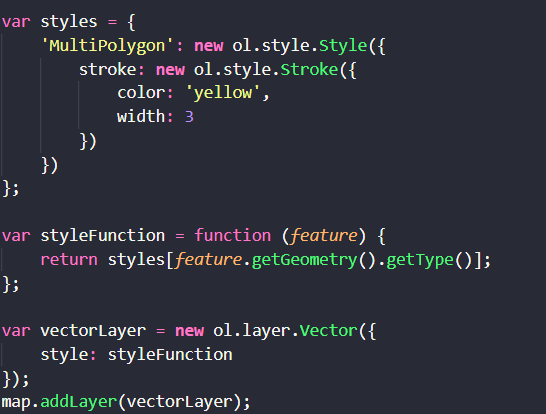 var styles = {
    'MultiPolygon': new ol.style.Style({
        stroke: new ol.style.Stroke({
            color: 'yellow',
            width: 3
        })
    })
};

var styleFunction = function (feature) {
    return styles[feature.getGeometry().getType()];
};

var vectorLayer = new ol.layer.Vector({
    style: styleFunction
});
map.addLayer(vectorLayer);